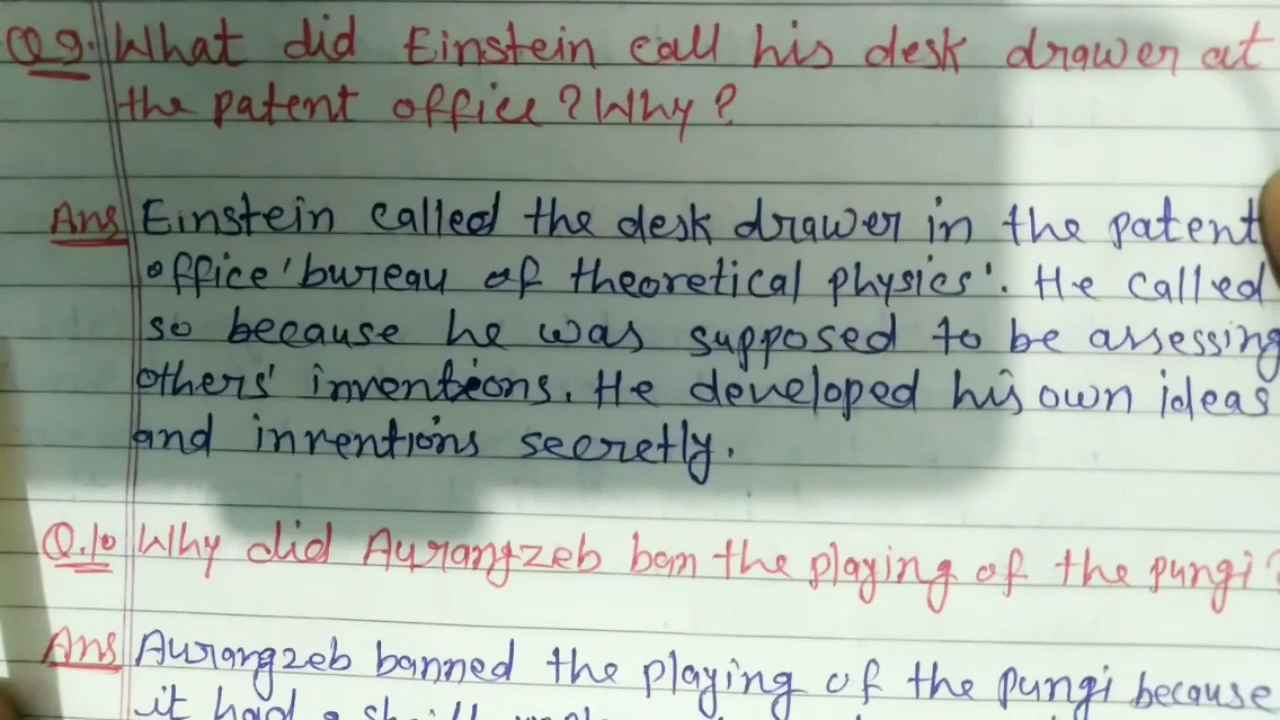 Q9. What did Einstein call his desk drawer at
the patent office? Why?
Ans Einstein called the desk drawer in the patent
office 'bureau of theoretical physics'. He called
so because he was supposed to be assessing
others' inventions. He developed his own ideas
and inventions secretly.
Q.10 Why did Aurangzeb ban the playing of the pungi?
Ans Aurangzeb banned the playing of the pungi because
it had a shrill